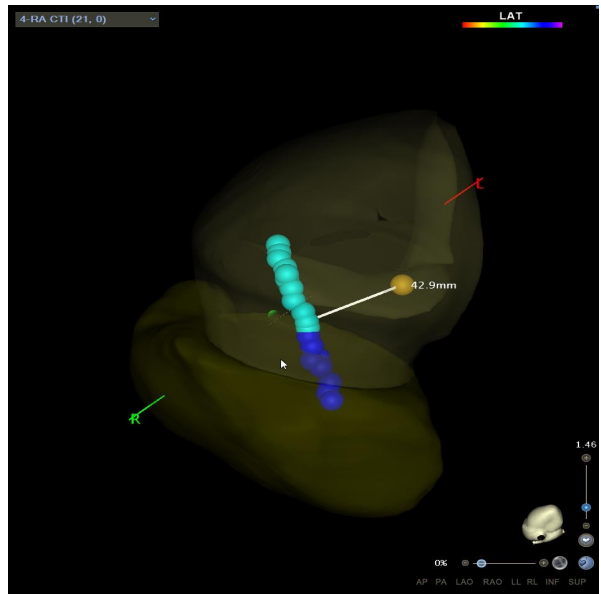 4-RA CTI (21, 0)
LAT
L
42.9mm
R
1.46
0%
AP PA LAO RAO LL RL INF SUP